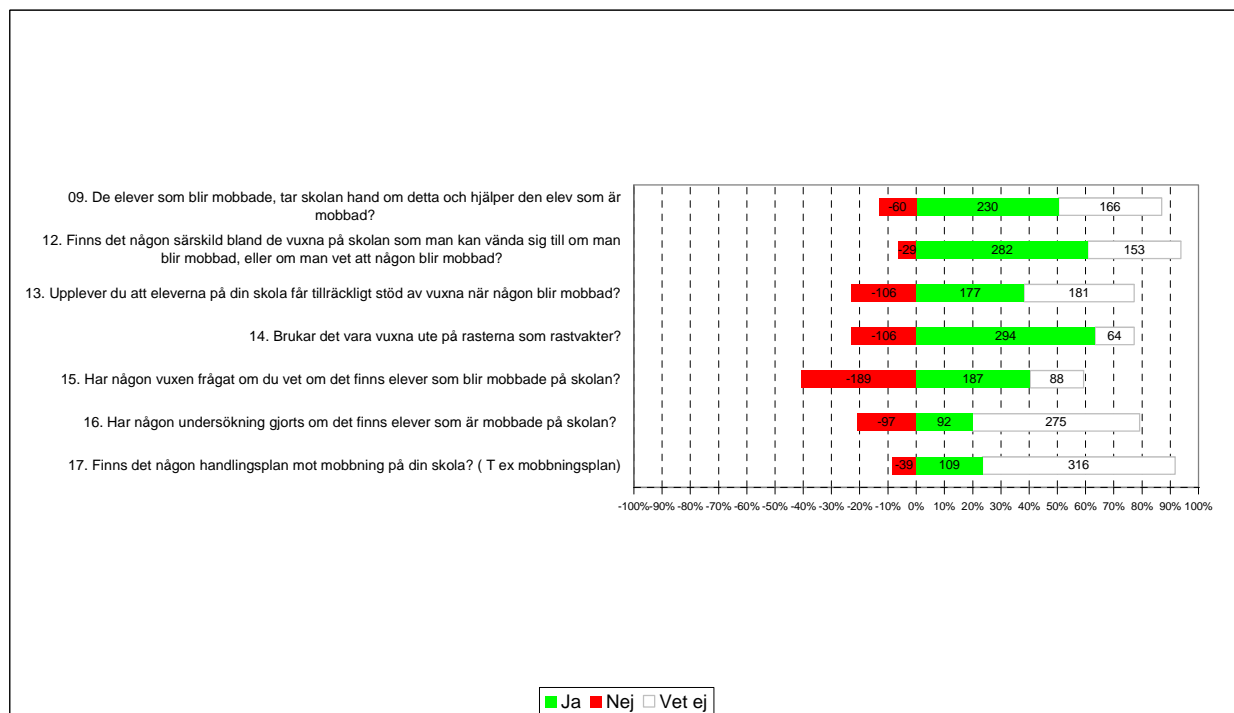 09. De elever som blir mobbade, tar skolan hand om detta och hjälper den elev som är
mobbad?
-60 230 166
12. Finns det någon särskild bland de vuxna på skolan som man kan vända sig till om man
blir mobbad, eller om man vet att någon blir mobbad?
-29 282 153
13. Upplever du att eleverna på din skola får tillräckligt stöd av vuxna när någon blir mobbad?
-106 177 181
14. Brukar det vara vuxna ute på rasterna som rastvakter?
-106 294 64
15. Har någon vuxen frågat om du vet om det finns elever som blir mobbade på skolan?
-189 187 88
16. Har någon undersökning gjorts om det finns elever som är mobbade på skolan?
-97 92 275
17. Finns det någon handlingsplan mot mobbning på din skola? ( T ex mobbningsplan)
-39 109 316
-100% -90% -80% -70% -60% -50% -40% -30% -20% -10% 0% 10% 20% 30% 40% 50% 60% 70% 80% 90% 100%
Ja Nej Vet ej